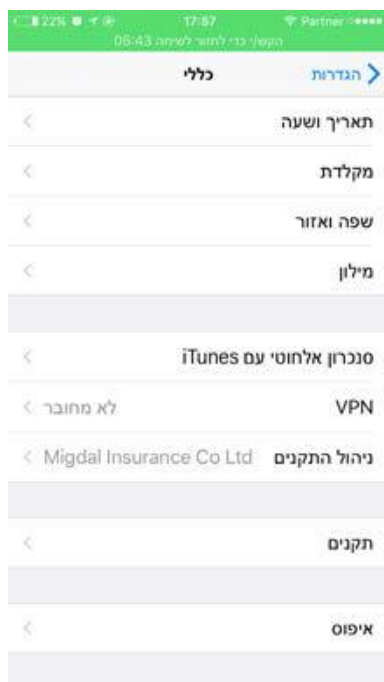 Partner 17:57 22%
הקש/י כדי לחזור לשיחה 06:43
הגדרות כללי
תאריך ושעה
מקלדת
שפה ואזור
מילון
סנכרון אלחוטי עם iTunes
VPN לא מחובר
ניהול התקנים Migdal Insurance Co Ltd
תקנים
איפוס